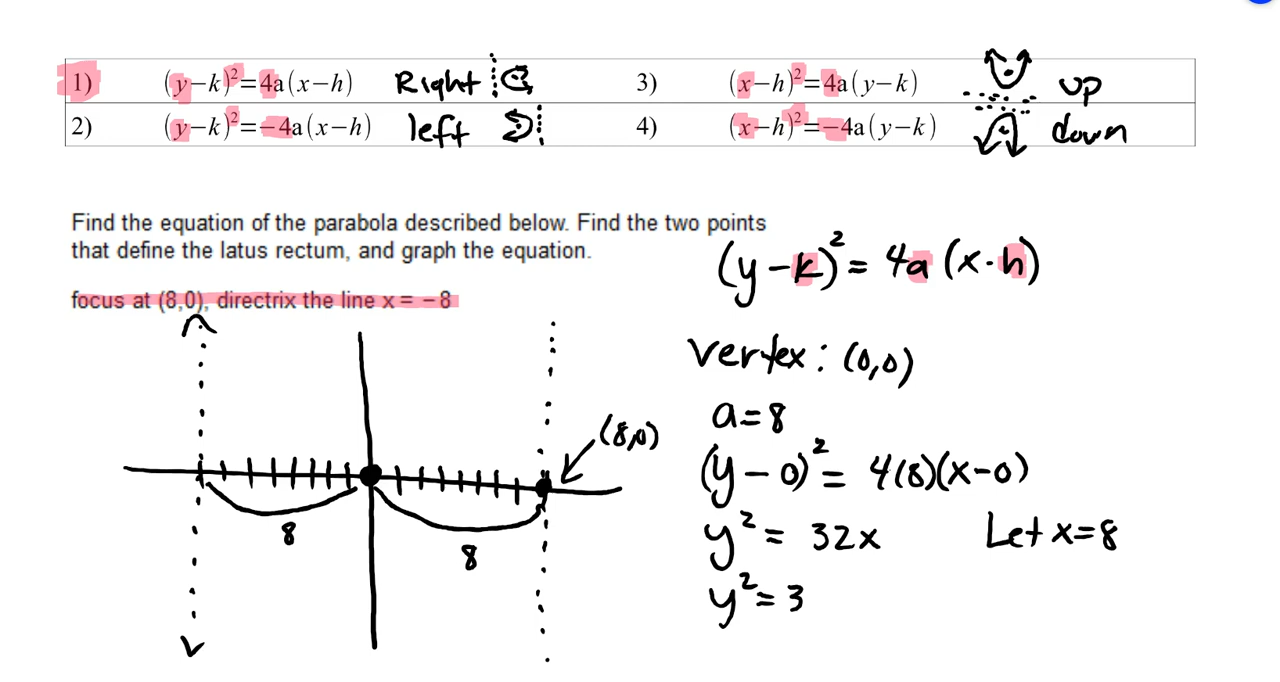 1) (y−k)²=4a(x−h) Right 3) (x−h)²=4a(y−k) up
2) (y−k)²=−4a(x−h) left 4) (x−h)²=−4a(y−k) down
Find the equation of the parabola described below. Find the two points
that define the latus rectum, and graph the equation.
focus at (8,0), directrix the line x = −8
(y−k)² = 4a(x-h)
vertex: (0,0)
a=8
(8,0)
(y−0)² = 4(8)(x−0)
y² = 32x Let x=8
8
8
y² = 3